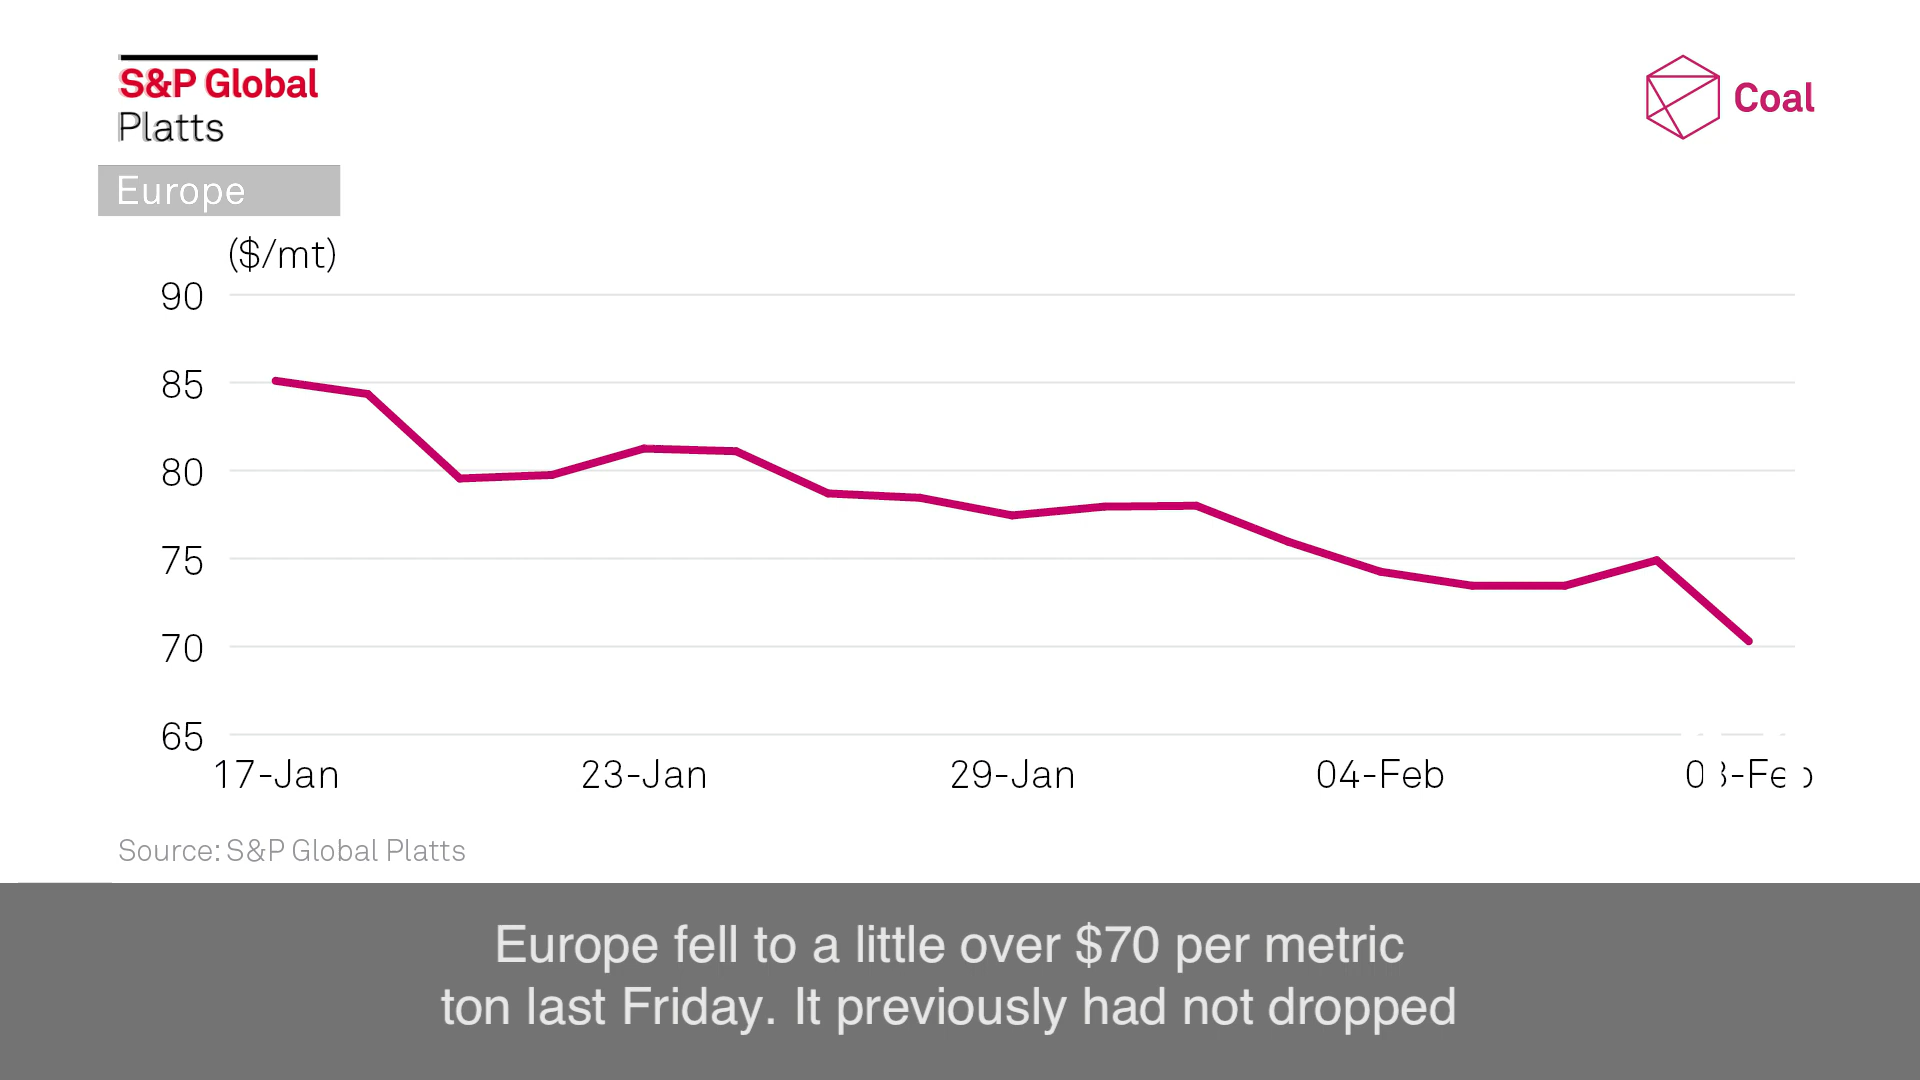 S&P Global
Platts
Coal
Europe
($/mt)
90
85
80
75
70
65
17-Jan
23-Jan
29-Jan
04-Feb
Source: S&P Global Platts
Europe fell to a little over $70 per metric
ton last Friday. It previously had not dropped